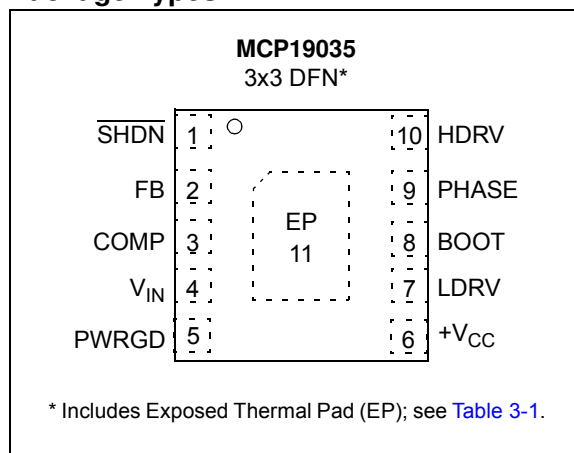 MCP19035
3x3 DFN*
SHDN 1 10 HDRV
FB 2 9 PHASE
EP
COMP 3 8 BOOT
11
VIN 4 7 LDRV
PWRGD 5 6 +VCC
* Includes Exposed Thermal Pad (EP); see Table 3-1.